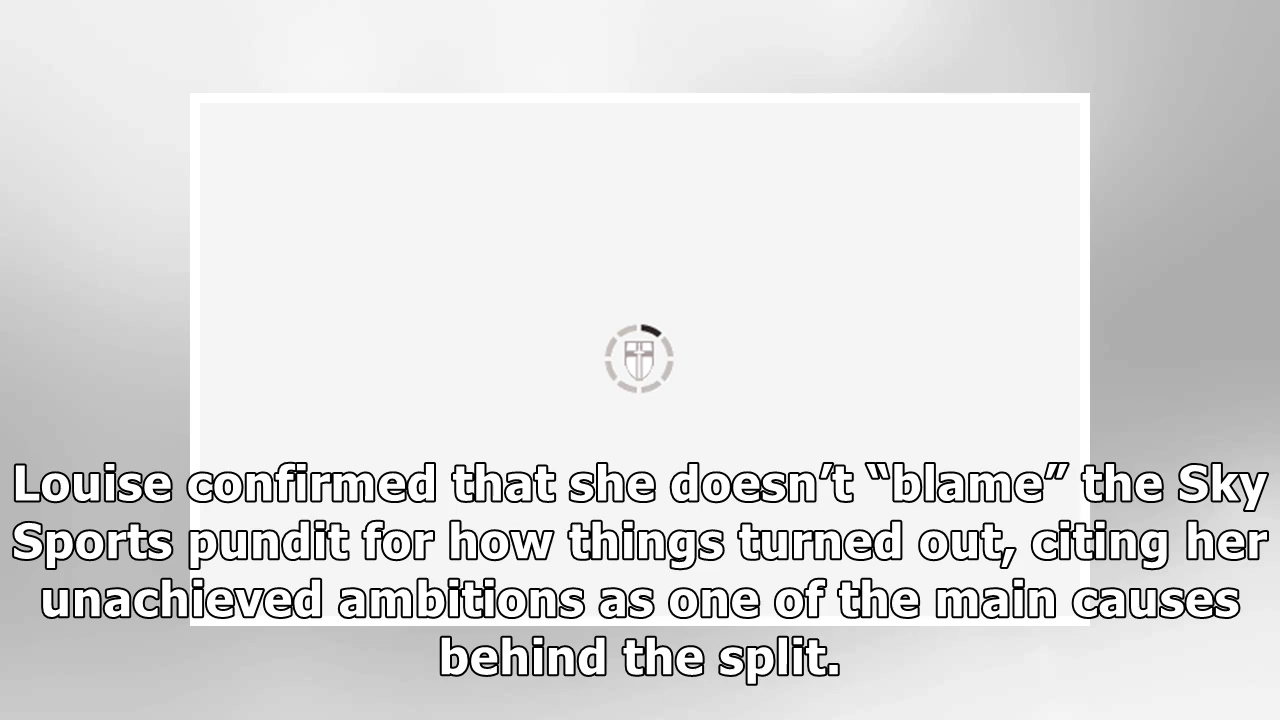 Louise confirmed that she doesn’t “blame” the Sky
Sports pundit for how things turned out, citing her
unachieved ambitions as one of the main causes
behind the split.